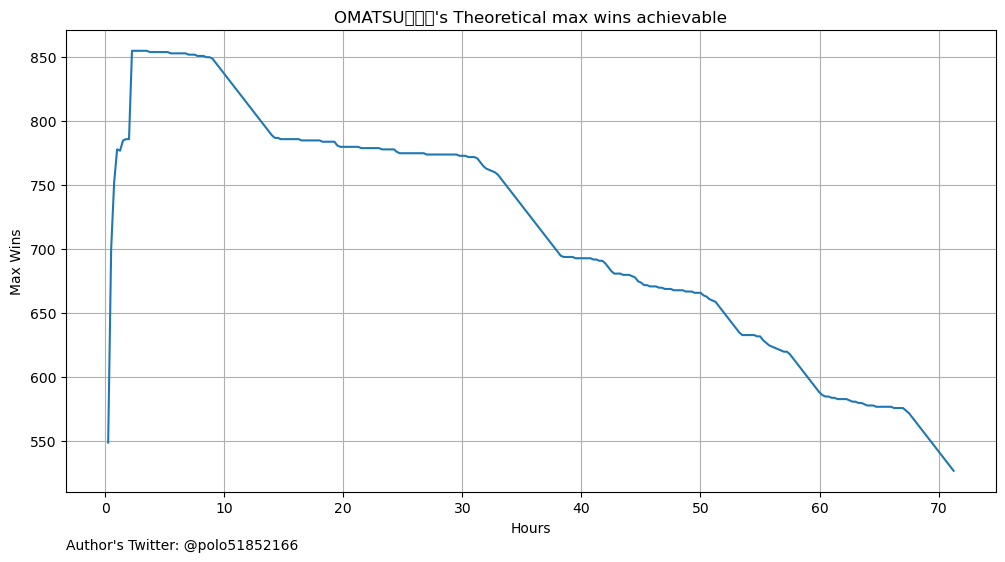 OMATSU▯▯▯'s Theoretical max wins achievable
850
800
750
700
650
600
550
Max Wins
0 10 20 30 40 50 60 70
Hours
Author's Twitter: @polo51852166